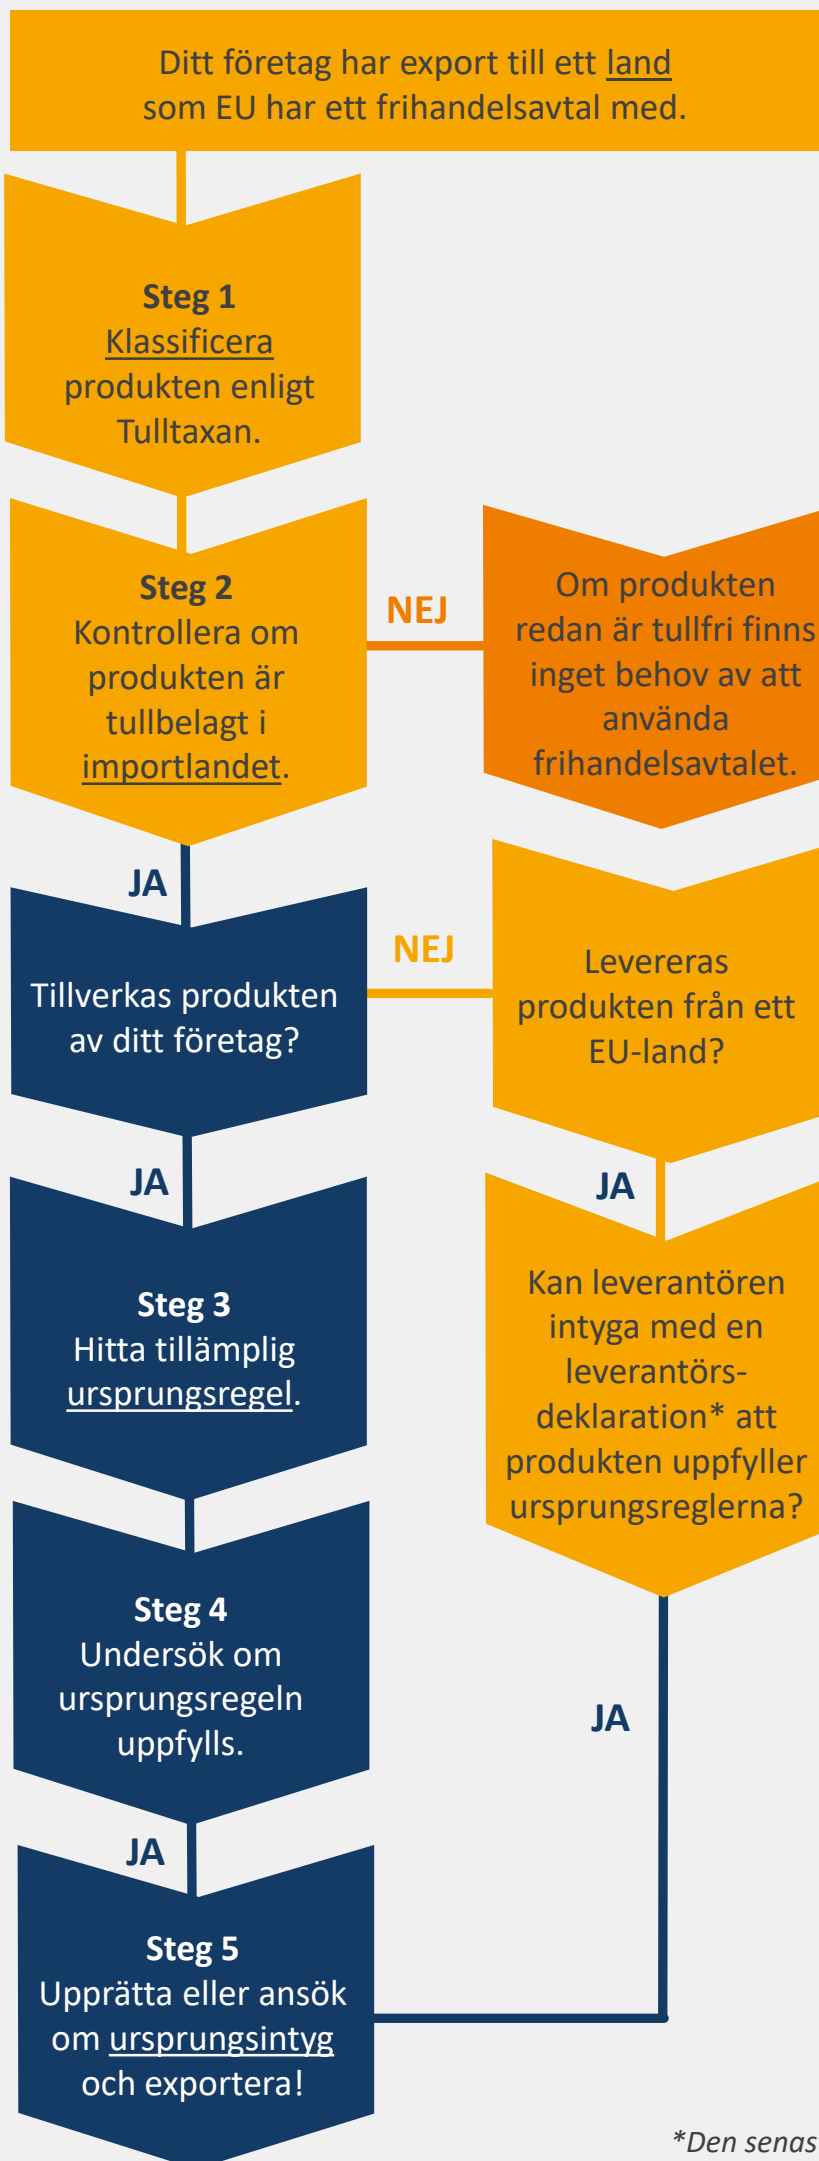 Ditt företag har export till ett land
som EU har ett frihandelsavtal med.
Steg 1
Klassificera
produkten enligt
Tulltaxan.
Steg 2
Kontrollera om
produkten är
tullbelagt i
importlandet.
NEJ
Om produkten
redan är tullfri finns
inget behov av att
använda
frihandelsavtalet.
JA
Tillverkas produkten
av ditt företag?
NEJ
Levereras
produkten från ett
EU-land?
JA
JA
Steg 3
Hitta tillämplig
ursprungsregel.
Kan leverantören
intyga med en
leverantörs-
deklaration* att
produkten uppfyller
ursprungsreglerna?
Steg 4
Undersök om
ursprungsregeln
uppfylls.
JA
JA
Steg 5
Upprätta eller ansök
om ursprungsintyg
och exportera!
*Den